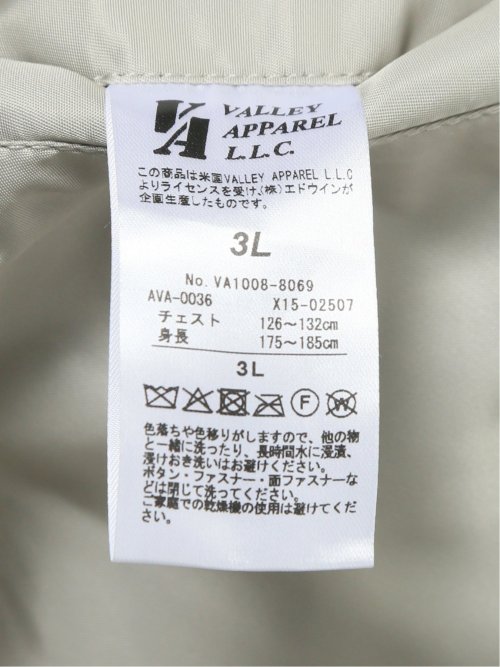 VA
VALLEY
APPAREL
L.L.C.
この商品は米国VALLEY APPAREL L.L.C
よりライセンスを受け、(株)エドウインが
企画生産したものです。
3L
No. VA1008-8069
AVA-0036 X15-02507
チェスト 126〜132cm
身長 175〜185cm
3L
F W
色落ちや色移りがしますので、他の物
と一緒に洗ったり、長時間水に浸漬、
浸けおき洗いはお避けください。
ボタン・ファスナー・面ファスナーな
どは閉じて洗ってください。
ご家庭での乾燥機の使用は避けてくだ
さい。